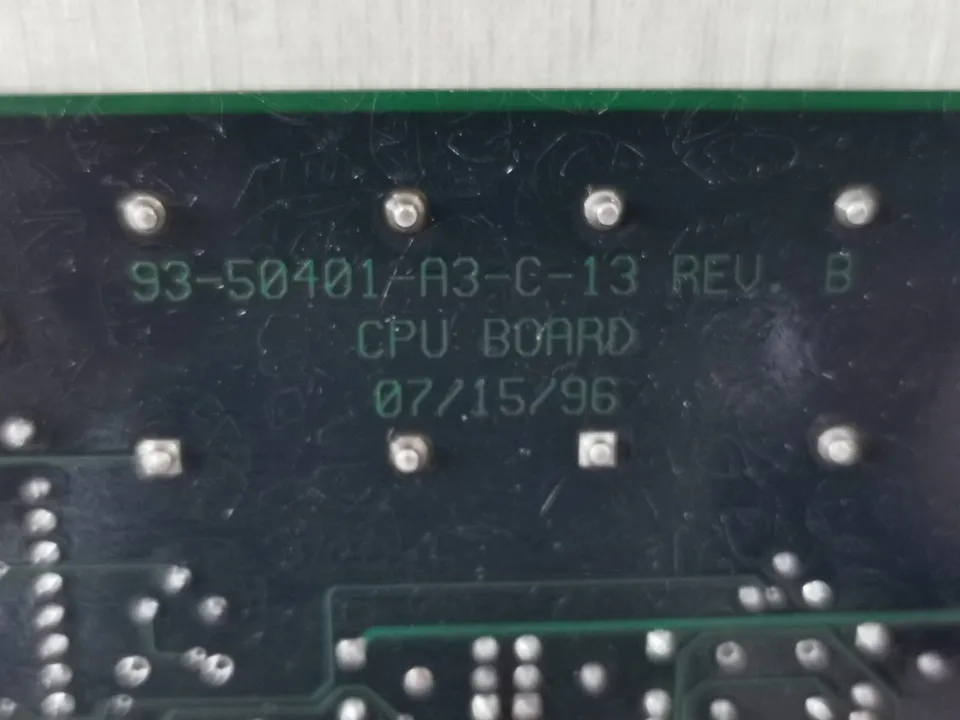 93-50401-A3-C-13 REV. B
CPU BOARD
07/15/96